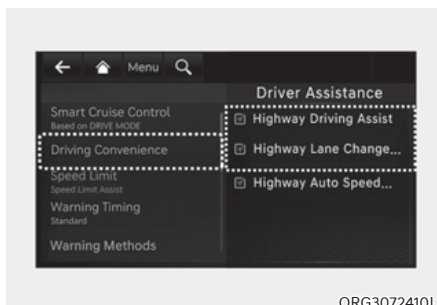 Menu
Driver Assistance
Smart Cruise Control
Based on DRIVE MODE
Driving Convenience
Speed Limit
Speed Limit Assist
Warning Timing
Standard
Warning Methods
Highway Driving Assist
Highway Lane Change...
Highway Auto Speed...